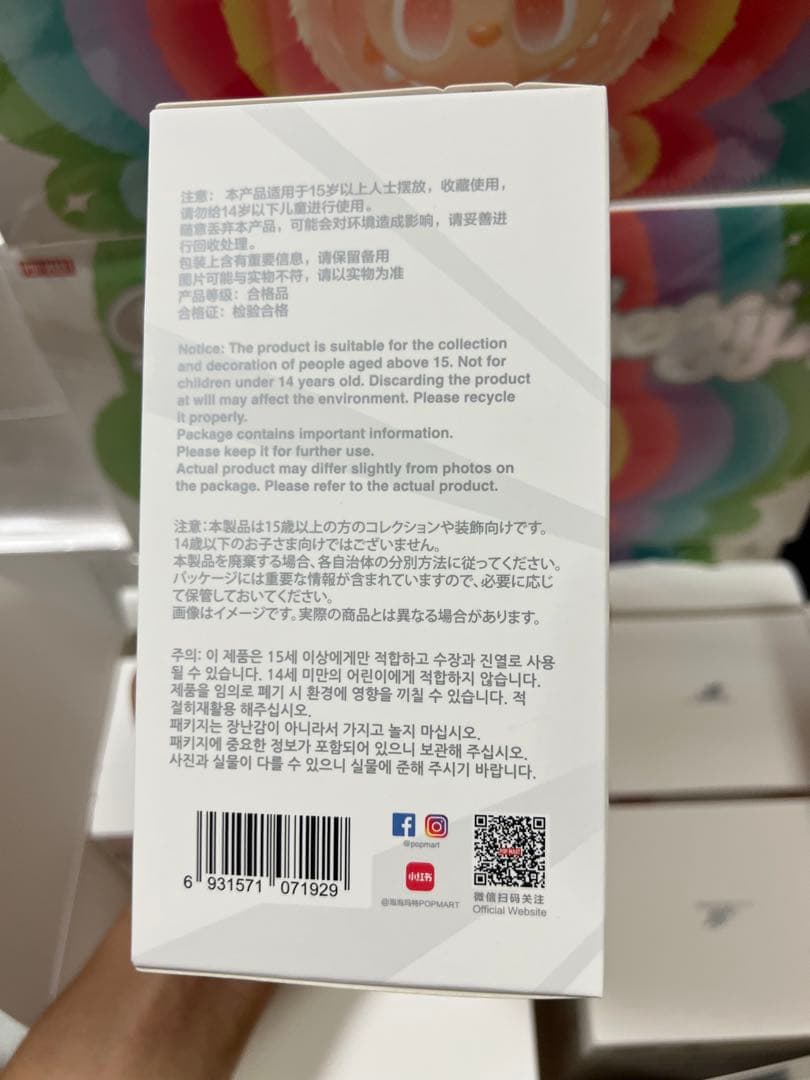 注意：本产品适用于15岁以上人士摆放，收藏使用，
请勿给14岁以下儿童进行使用。
随意丢弃本产品，可能会对环境造成影响，请妥善进
行回收处理。
包装上含有重要信息，请保留备用
图片可能与实物不符，请以实物为准
产品等级：合格品
合格证：检验合格
Notice: The product is suitable for the collection
and decoration of people aged above 15. Not for
children under 14 years old. Discarding the product
at will may affect the environment. Please recycle
it properly.
Package contains important information.
Please keep it for further use.
Actual product may differ slightly from photos on
the package. Please refer to the actual product.
注意:本製品は15歳以上の方のコレクションや装飾向けです。
14歳以下のお子さま向けではございません。
本製品を廃棄する場合、各自治体の分別方法に従ってください。
パッケージには重要な情報が含まれていますので、必要に応じ
て保管しておいてください。
画像はイメージです。実際の商品とは異なる場合があります。
주의: 이 제품은 15세 이상에게만 적합하고 수장과 진열로 사용
될 수 있습니다. 14세 미만의 어린이에게 적합하지 않습니다.
제품을 임의로 폐기 시 환경에 영향을 끼칠 수 있습니다. 적
절히재활용 해주십시오.
패키지는 장난감이 아니라서 가지고 놀지 마십시오.
패키지에 중요한 정보가 포함되어 있으니 보관해 주십시오.
사진과 실물이 다를 수 있으니 실물에 준해 주시기 바랍니다.
6 931571 071929
@popmart
小红书
@泡泡玛特POPMART
POP MART
微信扫码关注
Official Website
POP MART